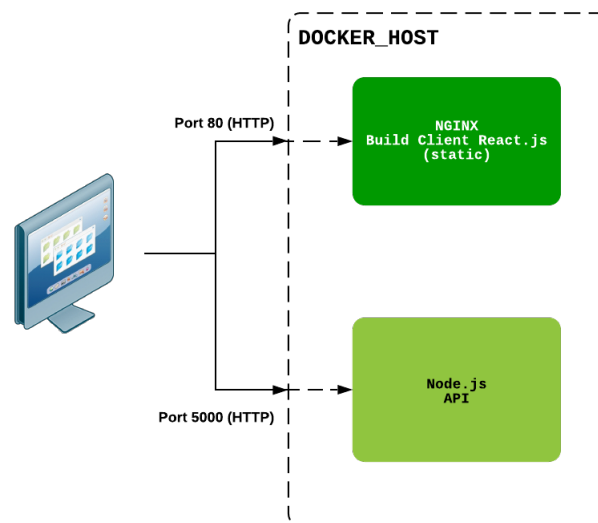 DOCKER_HOST
Port 80 (HTTP)
NGINX
Build Client React.js
(static)
Node.js
API
Port 5000 (HTTP)